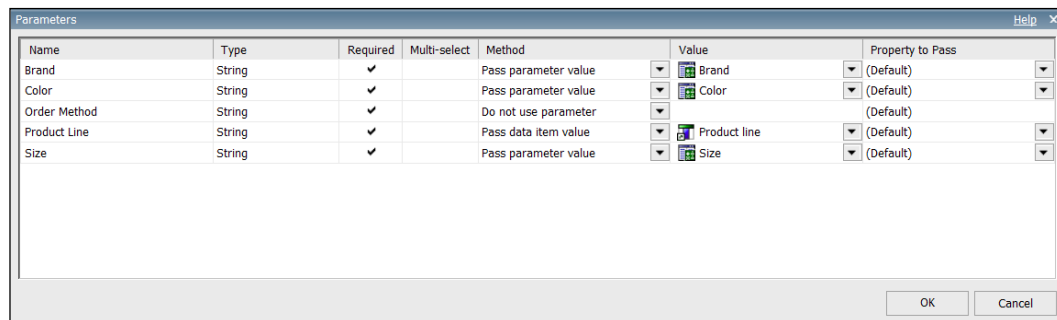 Parameters Help X
Name Type Required Multi-select Method Value Property to Pass
Brand String Pass parameter value Brand (Default)
Color String Pass parameter value Color (Default)
Order Method String Do not use parameter (Default)
Product Line String Pass data item value Product line (Default)
Size String Pass parameter value Size (Default)
OK Cancel